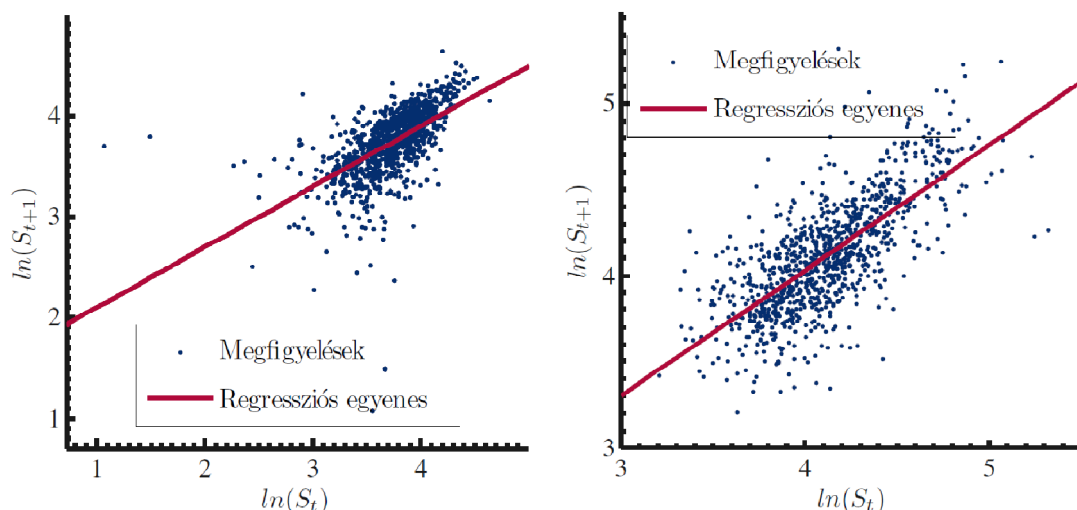 4
3
2
1
ln(S_{t+1})
Megfigyelések
Regressziós egyenes
1 2 3 4
ln(S_t)
5
4
3
ln(S_{t+1})
Megfigyelések
Regressziós egyenes
3 4 5
ln(S_t)